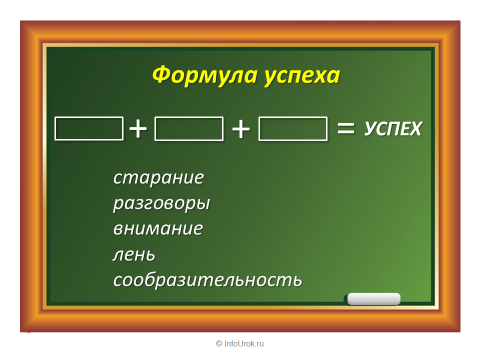 Формула успеха
+ + = УСПЕХ
старание
разговоры
внимание
лень
сообразительность
© InfoUrok.ru